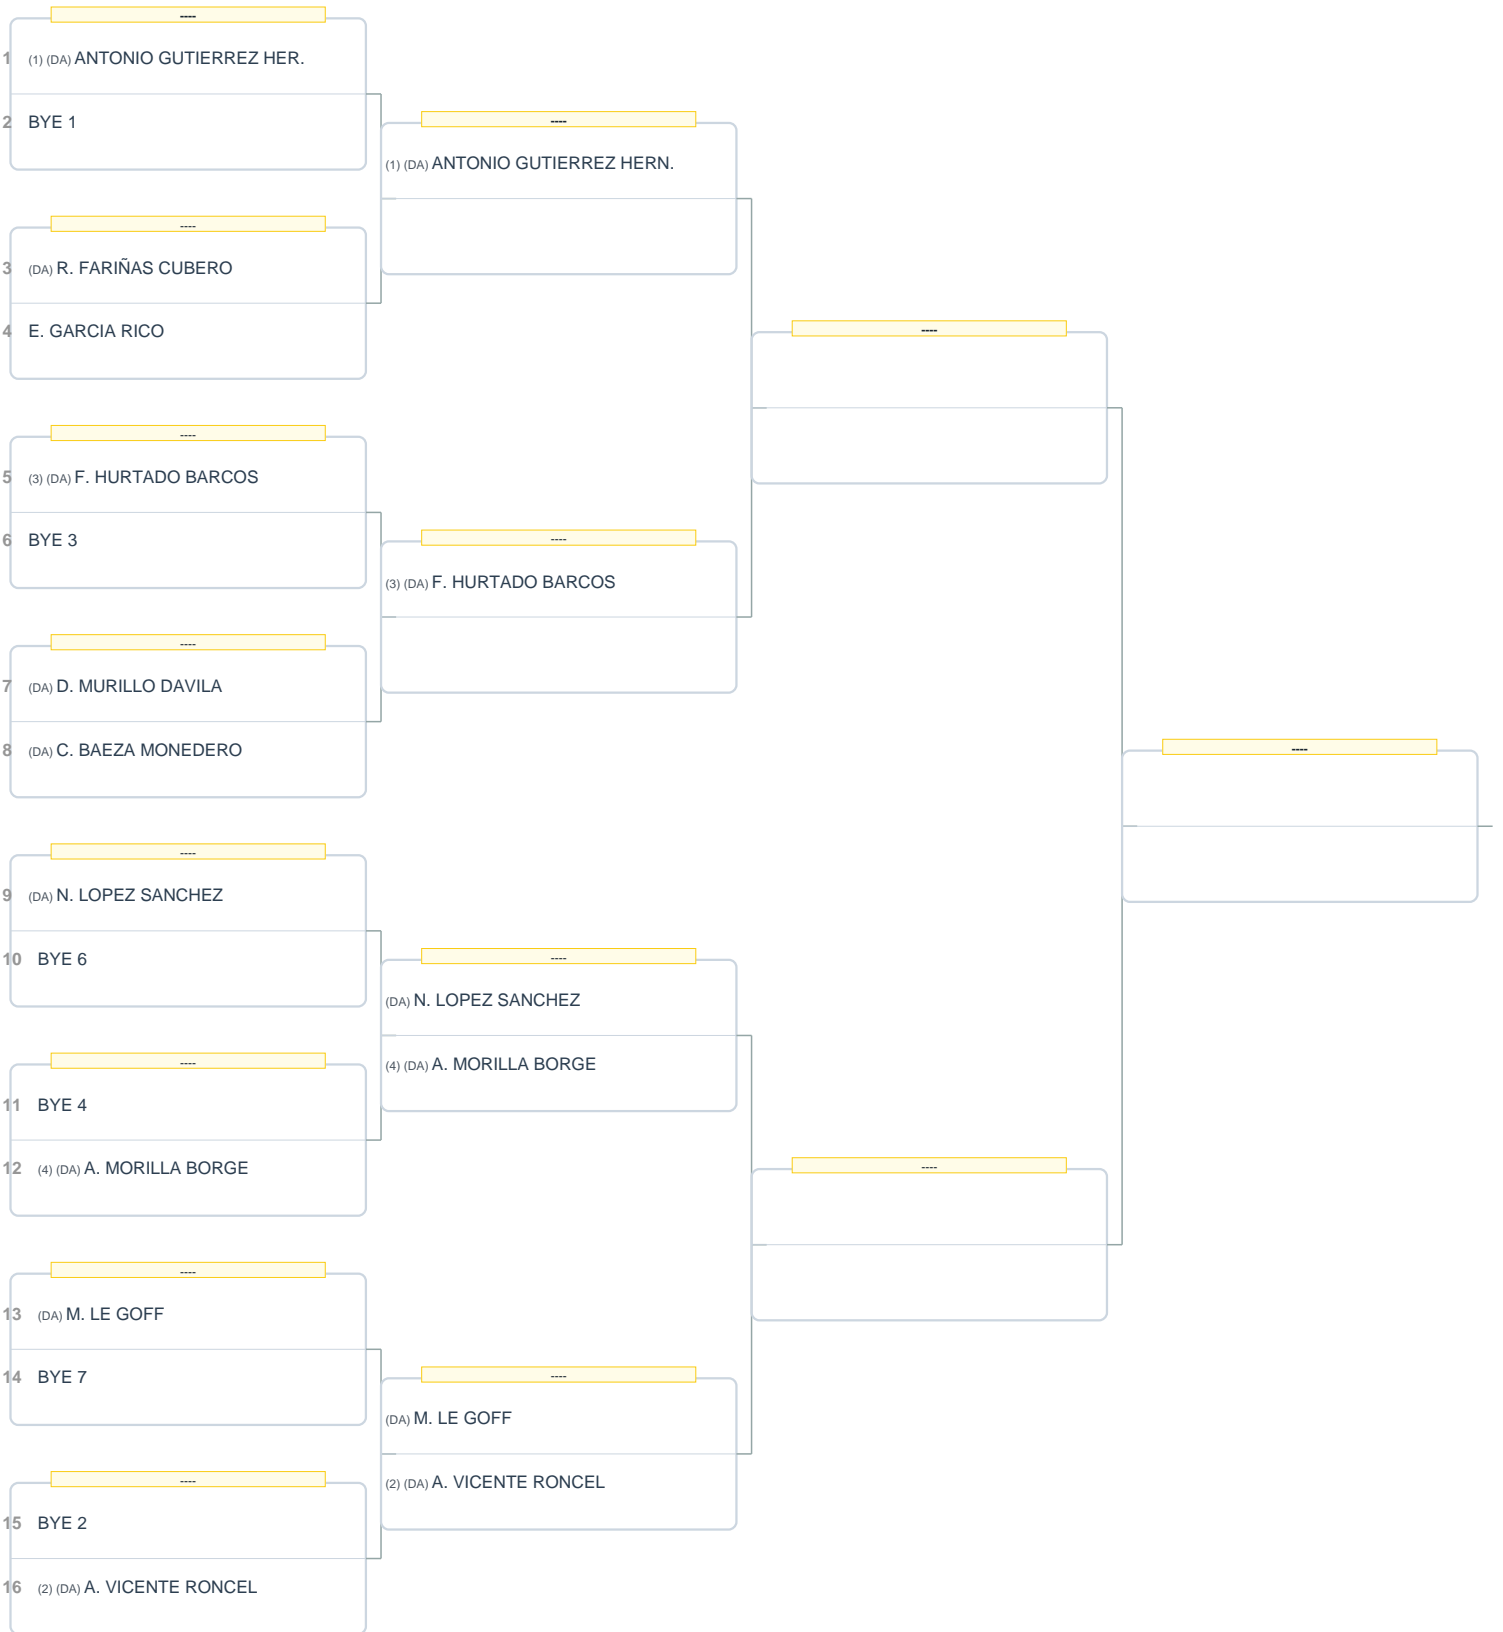 ----
1 (1) (DA) ANTONIO GUTIERREZ HER.
2 BYE 1
----
3 (DA) R. FARIÑAS CUBERO
4 E. GARCIA RICO
----
5 (3) (DA) F. HURTADO BARCOS
6 BYE 3
----
7 (DA) D. MURILLO DAVILA
8 (DA) C. BAEZA MONEDERO
----
9 (DA) N. LOPEZ SANCHEZ
10 BYE 6
----
11 BYE 4
12 (4) (DA) A. MORILLA BORGE
----
13 (DA) M. LE GOFF
14 BYE 7
----
15 BYE 2
16 (2) (DA) A. VICENTE RONCEL
----
(1) (DA) ANTONIO GUTIERREZ HERN.
----
(3) (DA) F. HURTADO BARCOS
----
(DA) N. LOPEZ SANCHEZ
(4) (DA) A. MORILLA BORGE
----
(DA) M. LE GOFF
(2) (DA) A. VICENTE RONCEL
----
----
----